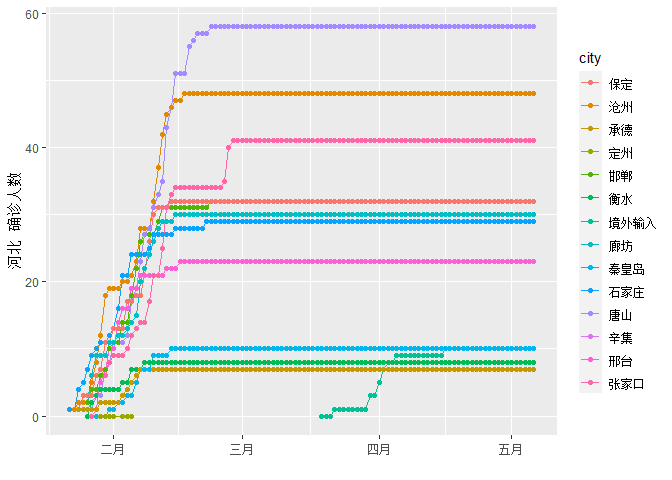 60
40
20
0
河北 确诊人数
二月
三月
四月
五月
city
保定
沧州
承德
定州
邯郸
衡水
境外输入
廊坊
秦皇岛
石家庄
唐山
辛集
邢台
张家口